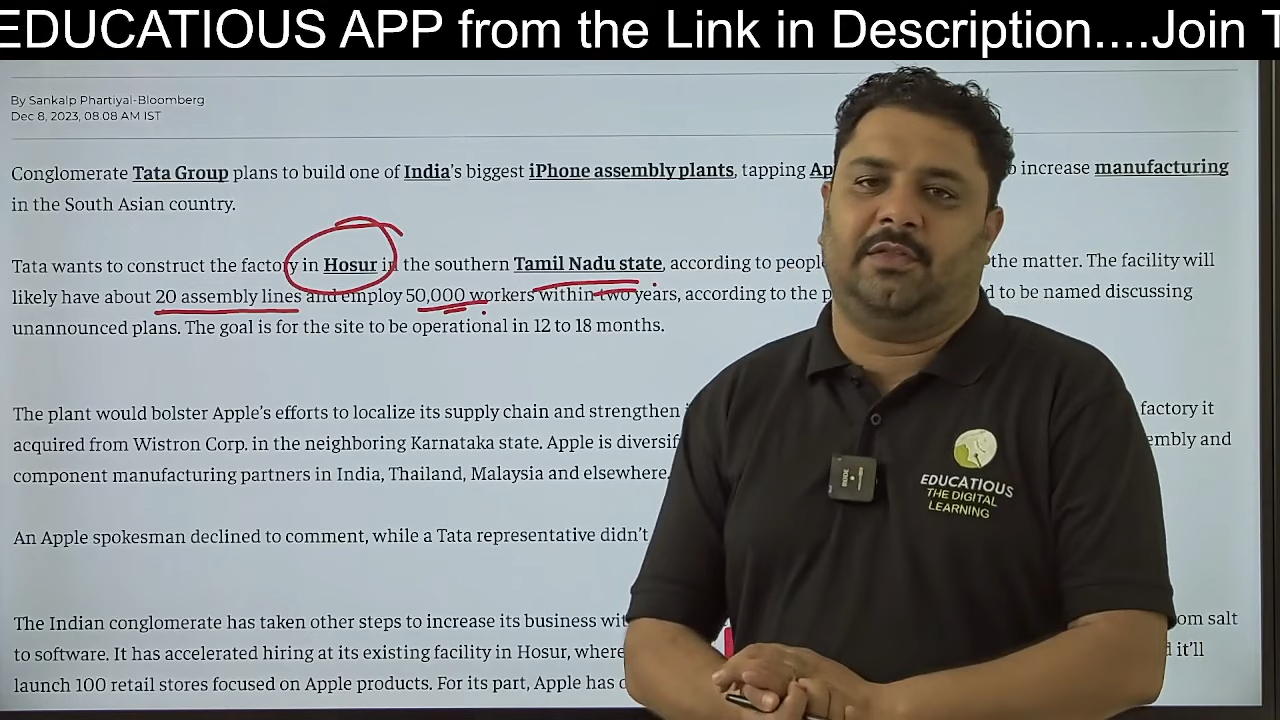 EDUCATIOUS APP from the Link in Description....Join T
By Sankalp Phartiyal-Bloomberg
Dec 8, 2023, 08.08 AM IST
Conglomerate Tata Group plans to build one of India's biggest iPhone assembly plants, tapping Ap increase manufacturing
in the South Asian country.
Tata wants to construct the factory in Hosur in the southern Tamil Nadu state, according to people the matter. The facility will
likely have about 20 assembly lines and employ 50,000 workers within two years, according to the p d to be named discussing
unannounced plans. The goal is for the site to be operational in 12 to 18 months.
The plant would bolster Apple's efforts to localize its supply chain and strengthen factory it
acquired from Wistron Corp. in the neighboring Karnataka state. Apple is diversif embly and
component manufacturing partners in India, Thailand, Malaysia and elsewhere.
An Apple spokesman declined to comment, while a Tata representative didn't
The Indian conglomerate has taken other steps to increase its business wit om salt
to software. It has accelerated hiring at its existing facility in Hosur, where it'll
launch 100 retail stores focused on Apple products. For its part, Apple has
EDUCATIOUS
THE DIGITAL
LEARNING